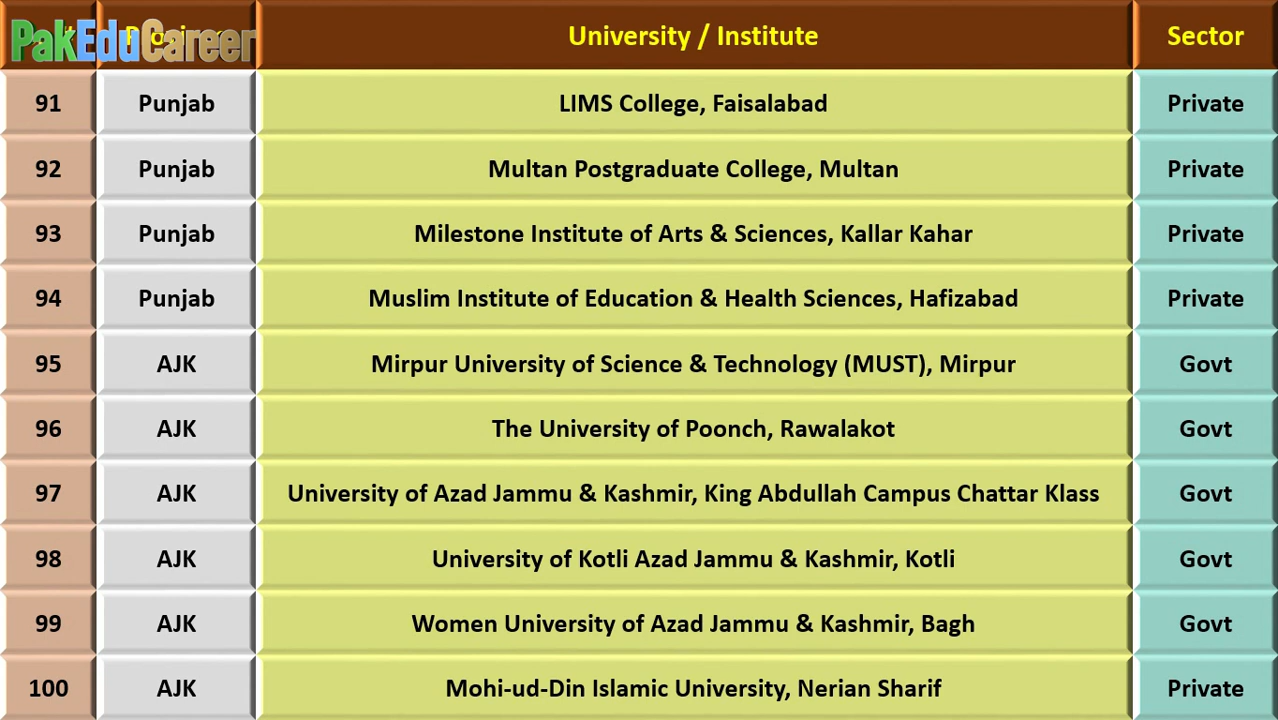 PakEduCareer
University / Institute Sector
91 Punjab LIMS College, Faisalabad Private
92 Punjab Multan Postgraduate College, Multan Private
93 Punjab Milestone Institute of Arts & Sciences, Kallar Kahar Private
94 Punjab Muslim Institute of Education & Health Sciences, Hafizabad Private
95 AJK Mirpur University of Science & Technology (MUST), Mirpur Govt
96 AJK The University of Poonch, Rawalakot Govt
97 AJK University of Azad Jammu & Kashmir, King Abdullah Campus Chattar Klass Govt
98 AJK University of Kotli Azad Jammu & Kashmir, Kotli Govt
99 AJK Women University of Azad Jammu & Kashmir, Bagh Govt
100 AJK Mohi-ud-Din Islamic University, Nerian Sharif Private